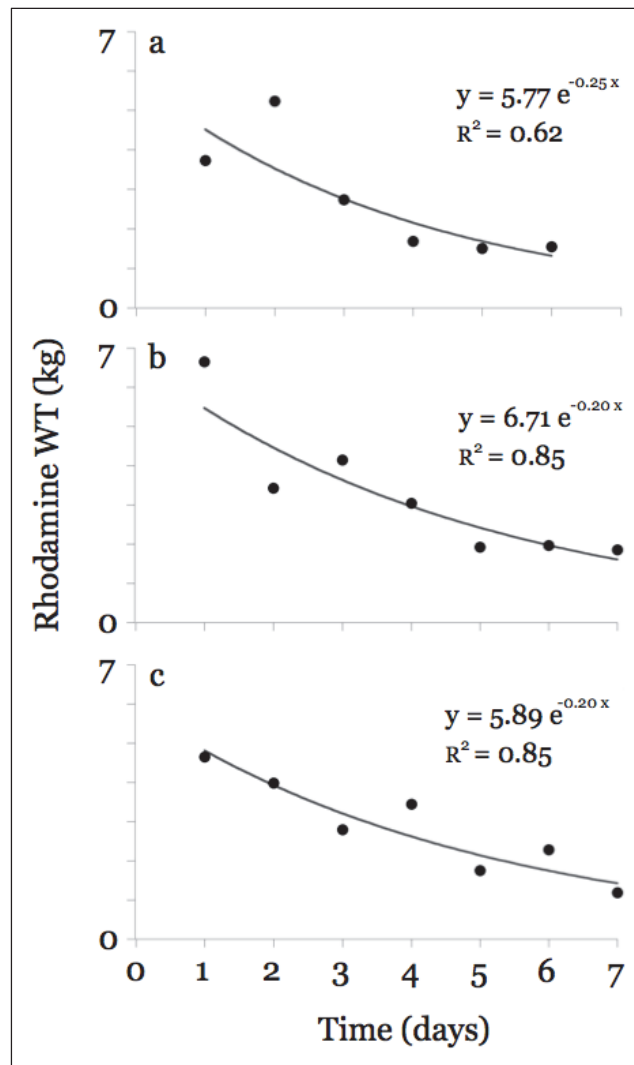 7
a
y = 5.77 e^-0.25 x
R² = 0.62
0
7
b
y = 6.71 e^-0.20 x
R² = 0.85
0
7
c
y = 5.89 e^-0.20 x
R² = 0.85
0
0 1 2 3 4 5 6 7
Time (days)
Rhodamine WT (kg)